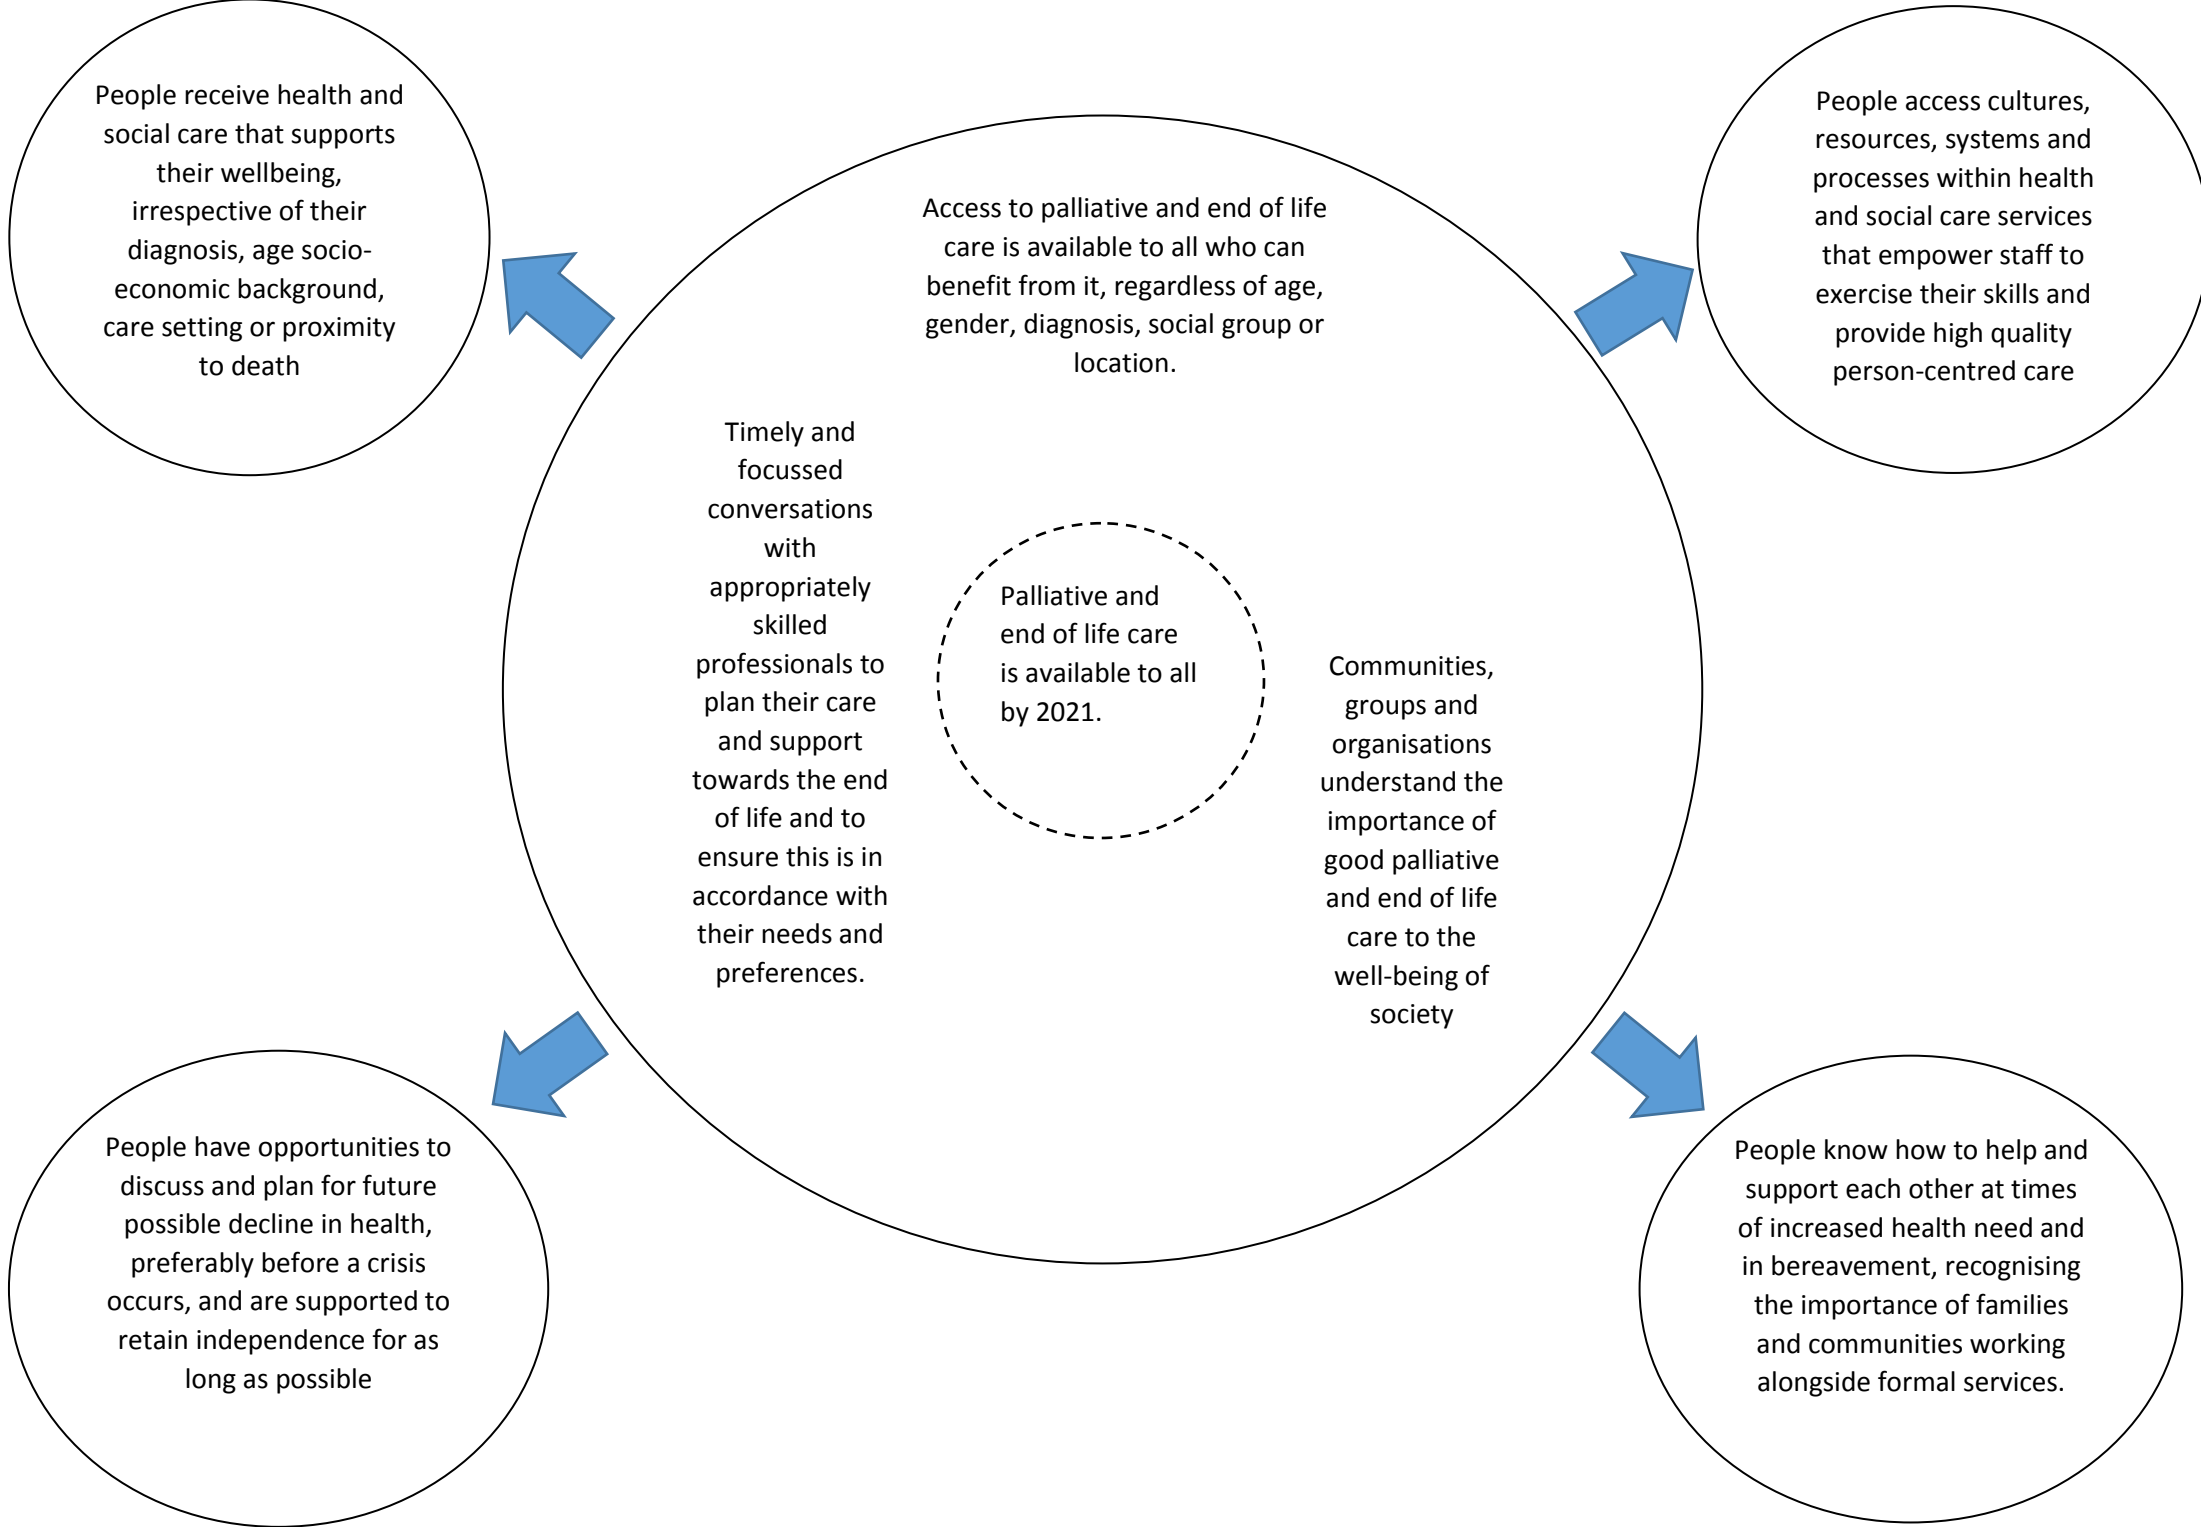 People receive health and
social care that supports
their wellbeing,
irrespective of their
diagnosis, age socio-
economic background,
care setting or proximity
to death
People access cultures,
resources, systems and
processes within health
and social care services
that empower staff to
exercise their skills and
provide high quality
person-centred care
Access to palliative and end of life
care is available to all who can
benefit from it, regardless of age,
gender, diagnosis, social group or
location.
Timely and
focussed
conversations
with
appropriately
skilled
professionals to
plan their care
and support
towards the end
of life and to
ensure this is in
accordance with
their needs and
preferences.
Palliative and
end of life care
is available to all
by 2021.
Communities,
groups and
organisations
understand the
importance of
good palliative
and end of life
care to the
well-being of
society
People have opportunities to
discuss and plan for future
possible decline in health,
preferably before a crisis
occurs, and are supported to
retain independence for as
long as possible
People know how to help and
support each other at times
of increased health need and
in bereavement, recognising
the importance of families
and communities working
alongside formal services.